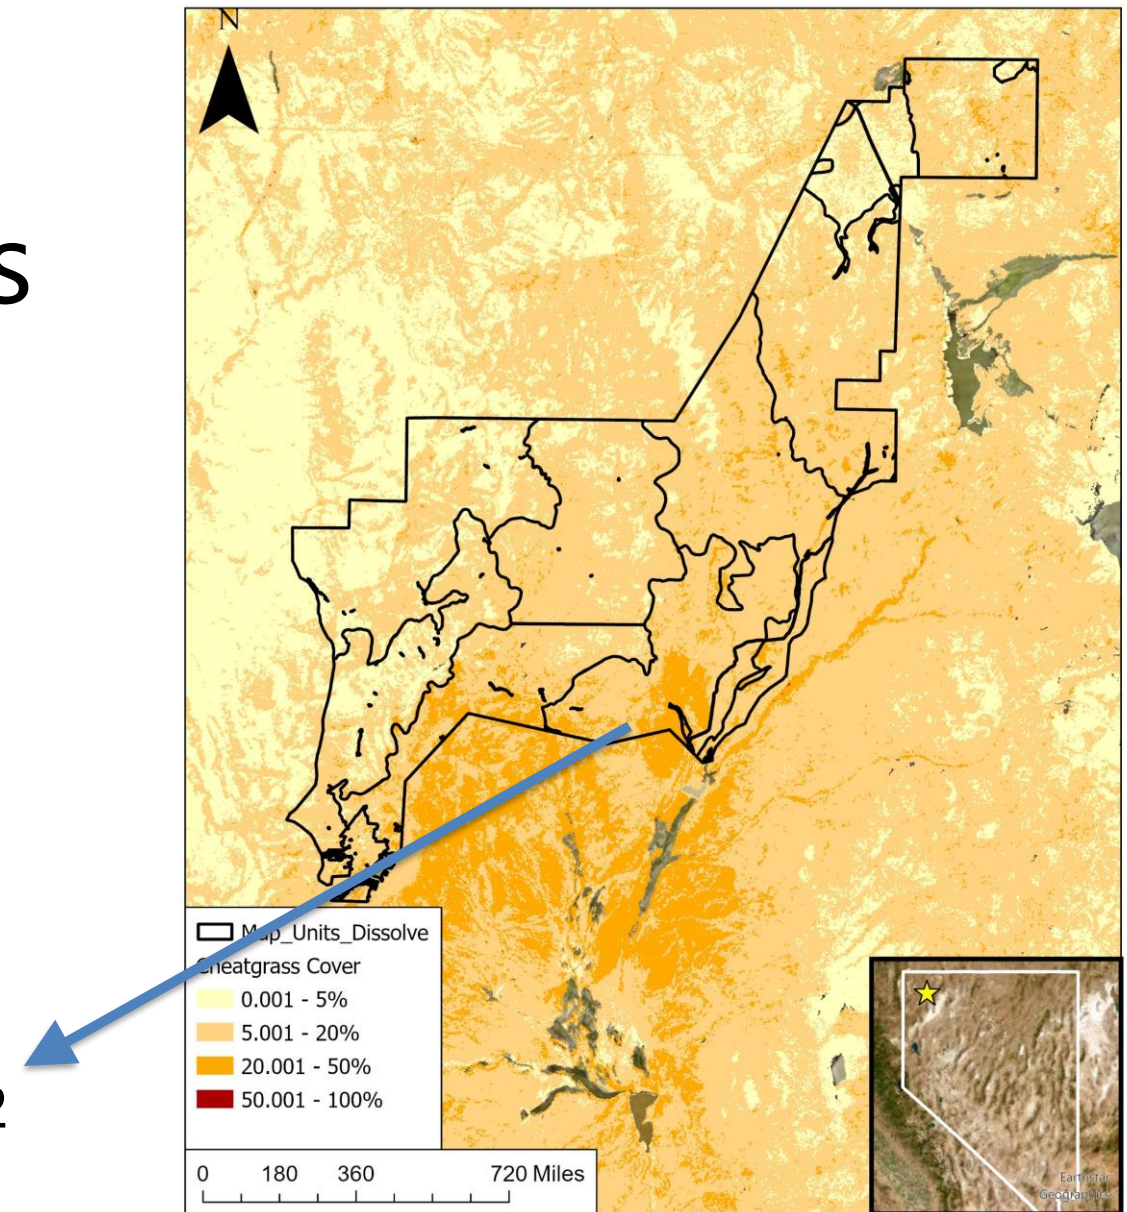 N
S
Map_Units_Dissolve
Cheatgrass Cover
0.001 - 5%
5.001 - 20%
20.001 - 50%
50.001 - 100%
2
0 180 360 720 Miles
Earthstar
Geographics